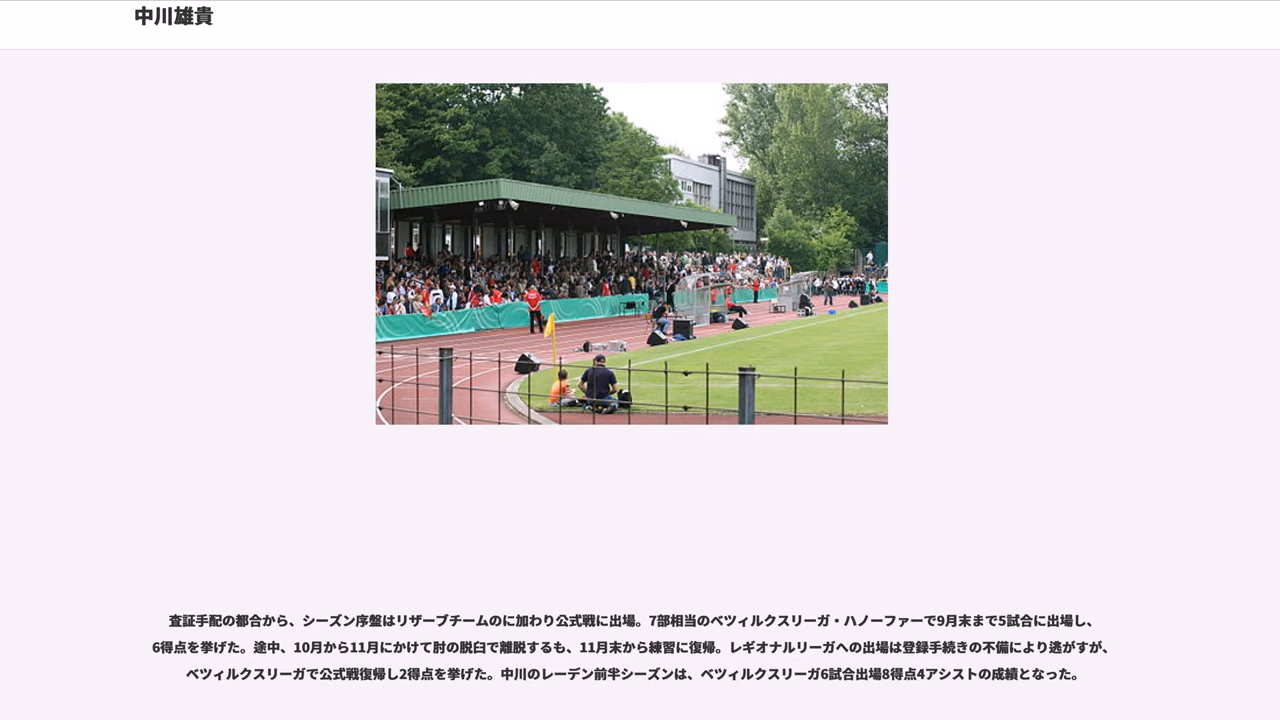 中川雄貴
査証手配の都合から、シーズン序盤はリザーブチームのに加わり公式戦に出場。7部相当のベツィルクスリーガ・ハノーファーで9月末まで5試合に出場し、
6得点を挙げた。途中、10月から11月にかけて肘の脱臼で離脱するも、11月末から練習に復帰。レギオナルリーガへの出場は登録手続きの不備により逃がすが、
ベツィルクスリーガで公式戦復帰し2得点を挙げた。中川のレーデン前半シーズンは、ベツィルクスリーガ6試合出場8得点4アシストの成績となった。